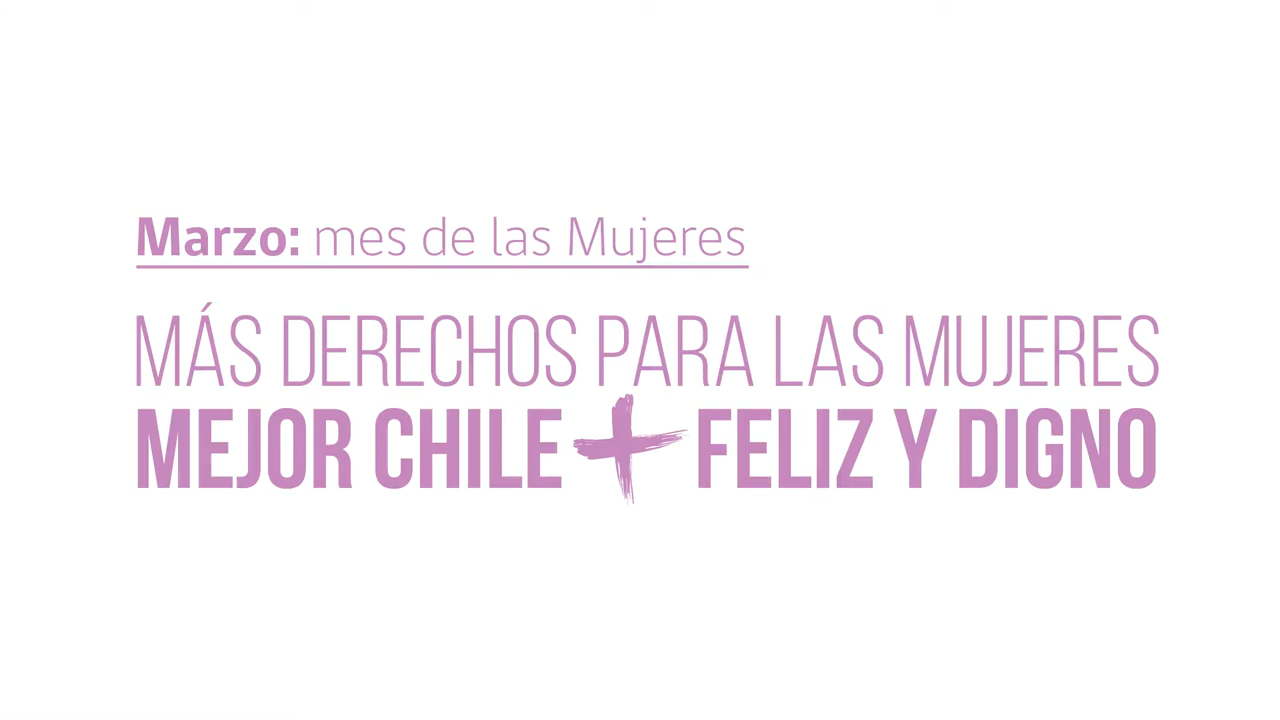 Marzo: mes de las Mujeres
MÁS DERECHOS PARA LAS MUJERES
MEJOR CHILE + FELIZ Y DIGNO